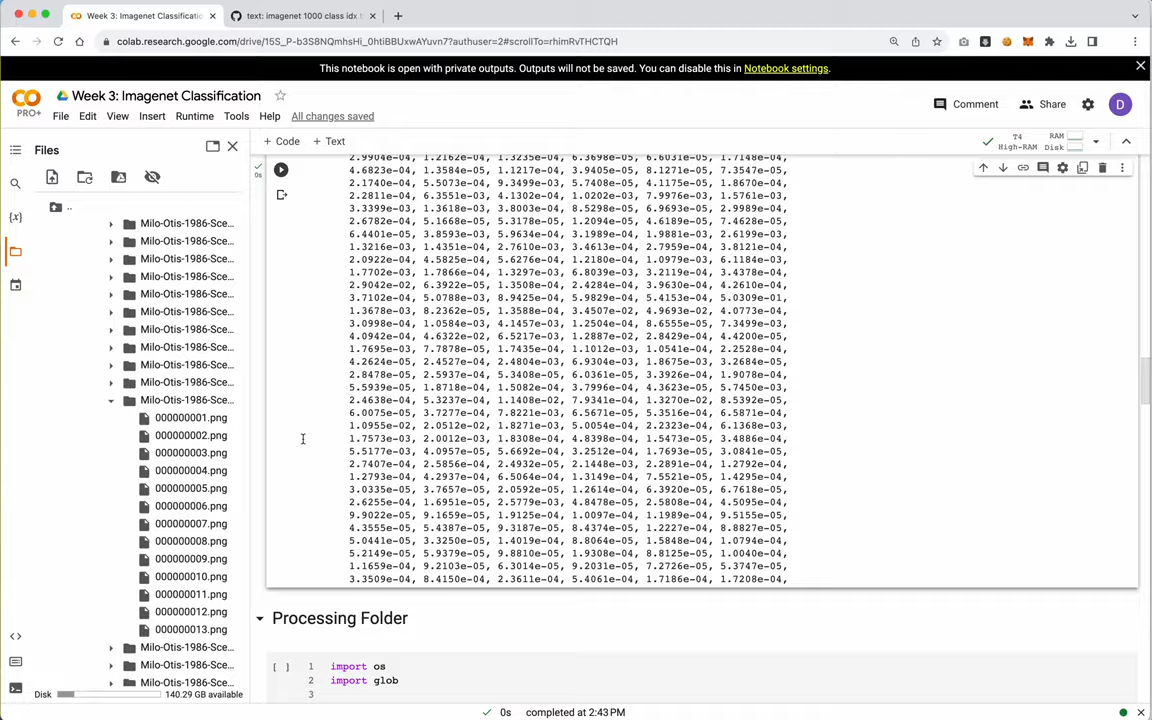 Week 3: Imagenet Classificatio
text: imagenet 1000 class idx t
colab.research.google.com/drive/15S_P-b3S8NQmhsHi_0htiBBUxwAYuvn7?authuser=2#scrollTo=rhimRvTHCTQH
This notebook is open with private outputs. Outputs will not be saved. You can disable this in Notebook settings.
PRO+
Week 3: Imagenet Classification
File Edit View Insert Runtime Tools Help All changes saved
Comment
Share
D
Files
+ Code + Text
T4
High-RAM
RAM
Disk
..
{x}
Milo-Otis-1986-Sce...
Milo-Otis-1986-Sce...
Milo-Otis-1986-Sce...
Milo-Otis-1986-Sce...
Milo-Otis-1986-Sce...
Milo-Otis-1986-Sce...
Milo-Otis-1986-Sce...
Milo-Otis-1986-Sce...
Milo-Otis-1986-Sce...
Milo-Otis-1986-Sce...
Milo-Otis-1986-Sce...
000000001.png
000000002.png
000000003.png
000000004.png
000000005.png
000000006.png
000000007.png
000000008.png
000000009.png
000000010.png
000000011.png
000000012.png
000000013.png
Milo-Otis-1986-Sce...
Milo-Otis-1986-Sce...
Milo-Otis-1986-Sce...
Disk 140.29 GB available
0s
2.9904e-04, 1.2162e-04, 1.3235e-04, 6.3698e-05, 6.6031e-05, 1.7148e-04,
4.6823e-04, 1.3584e-04, 1.1217e-04, 3.9405e-04, 8.1271e-05, 7.3547e-05,
2.1740e-04, 5.5073e-04, 9.3499e-04, 5.7408e-05, 4.1175e-05, 1.8670e-04,
2.2811e-04, 6.3551e-03, 4.1302e-04, 1.0202e-03, 7.9976e-03, 1.5761e-03,
3.3399e-03, 1.3618e-03, 3.8003e-04, 8.5298e-05, 6.9693e-05, 2.9989e-04,
2.6782e-04, 5.1668e-05, 5.3178e-05, 1.2094e-05, 4.6189e-05, 7.4628e-05,
6.4401e-05, 3.8593e-03, 5.9634e-04, 3.1989e-04, 1.9881e-03, 2.6199e-03,
1.3216e-03, 1.4351e-04, 2.7610e-03, 3.4613e-04, 2.7959e-04, 3.8121e-04,
2.0922e-04, 4.5825e-04, 5.6276e-04, 1.2180e-04, 1.0979e-03, 6.1184e-03,
1.7702e-03, 1.7866e-04, 1.3297e-04, 6.8039e-03, 3.2119e-04, 3.4378e-04,
2.9042e-02, 6.3922e-05, 1.3508e-04, 2.4284e-04, 3.9630e-04, 4.2610e-04,
3.7102e-04, 5.0788e-03, 8.9425e-04, 5.9829e-04, 5.4153e-04, 5.0309e-01,
1.3678e-03, 8.2362e-05, 1.3588e-04, 3.4507e-02, 4.9693e-02, 4.0773e-04,
3.0998e-04, 1.0584e-03, 4.1457e-03, 1.2504e-04, 8.6555e-05, 7.3499e-03,
4.0942e-04, 4.6322e-02, 6.5217e-03, 1.2887e-02, 2.8429e-04, 4.4200e-05,
1.7695e-03, 7.7878e-05, 1.7435e-04, 1.1012e-03, 1.0541e-04, 2.2528e-04,
4.2624e-05, 2.4527e-04, 2.4804e-04, 6.9304e-03, 1.8675e-03, 3.2684e-05,
2.8478e-05, 2.5937e-04, 5.3408e-05, 6.0361e-05, 3.3926e-04, 1.9078e-04,
5.5939e-04, 1.8718e-04, 1.5082e-04, 3.7996e-04, 4.3623e-05, 5.7450e-03,
2.4638e-04, 5.3237e-04, 1.1408e-02, 7.9341e-04, 1.3270e-02, 8.5392e-05,
6.0075e-05, 3.7277e-04, 7.8221e-03, 6.5671e-05, 5.3516e-04, 6.5871e-04,
1.0955e-02, 2.0512e-02, 1.8271e-03, 5.0054e-04, 2.2323e-04, 6.1368e-03,
1.7573e-03, 2.0012e-03, 1.8308e-04, 4.8398e-04, 1.5473e-05, 3.4886e-04,
5.5177e-03, 4.0957e-05, 5.6692e-04, 3.2512e-04, 1.7693e-05, 3.0841e-05,
2.7407e-04, 2.5856e-04, 2.4932e-05, 2.1448e-03, 2.2891e-04, 1.2792e-04,
1.2793e-04, 4.2937e-04, 6.5064e-04, 1.3149e-04, 7.5521e-05, 1.4295e-04,
3.0335e-05, 3.7657e-05, 2.0592e-05, 1.2614e-04, 6.3920e-05, 6.7618e-05,
2.6255e-04, 1.6951e-05, 2.5779e-03, 4.8478e-05, 2.5808e-04, 4.5095e-04,
9.9022e-05, 9.1659e-05, 1.9125e-04, 1.0097e-04, 1.1989e-04, 9.5155e-05,
4.3555e-05, 5.4387e-05, 9.3187e-05, 8.4374e-05, 1.2227e-04, 8.8827e-05,
5.0441e-05, 3.3250e-05, 1.4019e-04, 8.8064e-05, 1.5848e-04, 1.0794e-04,
5.2149e-05, 5.9379e-05, 9.8810e-05, 1.9308e-04, 8.8125e-05, 1.0040e-04,
1.1659e-04, 9.2103e-05, 6.3014e-05, 9.2031e-05, 7.2726e-05, 5.3747e-05,
3.3509e-04, 8.4150e-04, 2.3611e-04, 5.4061e-04, 1.7186e-04, 1.7208e-04,
Processing Folder
[ ] 1 import os
2 import glob
3
0s completed at 2:43PM